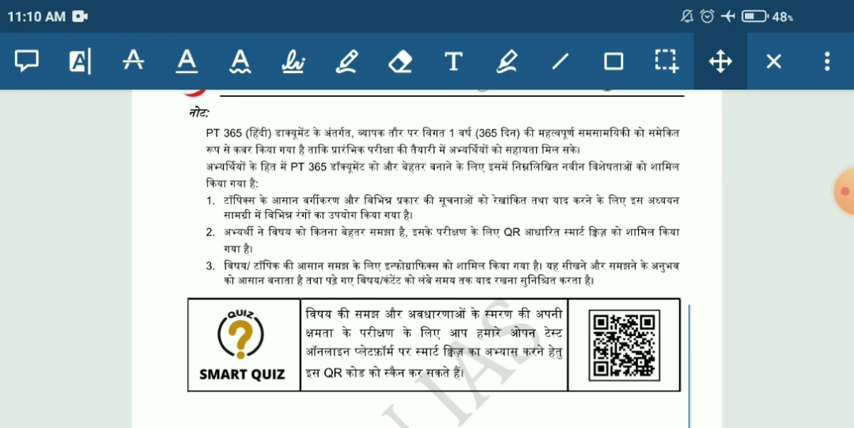 11:10 AM
48%
A
A
A
A
T
नोट:
PT 365 (हिंदी) डाक्यूमेंट के अंतर्गत, व्यापक तौर पर विगत 1 वर्ष (365 दिन) की महत्वपूर्ण समसामयिकी को समेकित
रूप से कवर किया गया है ताकि प्रारंभिक परीक्षा की तैयारी में अभ्यर्थियों को सहायता मिल सके।
अभ्यर्थियों के हित में PT 365 डॉक्यूमेंट को और बेहतर बनाने के लिए इसमें निम्नलिखित नवीन विशेषताओं को शामिल
किया गया है:
1. टॉपिक्स के आसान वर्गीकरण और विभिन्न प्रकार की सूचनाओं को रेखांकित तथा याद करने के लिए इस अध्ययन
सामग्री में विभिन्न रंगों का उपयोग किया गया है।
2. अभ्यर्थी ने विषय को कितना बेहतर समझा है, इसके परीक्षण के लिए QR आधारित स्मार्ट क्विज़ को शामिल किया
गया है।
3. विषय/ टॉपिक की आसान समझ के लिए इन्फोग्राफिक्स को शामिल किया गया है। यह सीखने और समझने के अनुभव
को आसान बनाता है तथा पढ़े गए विषय/कंटेंट को लंबे समय तक याद रखना सुनिश्चित करता है।
QUIZ
?
SMART QUIZ
विषय की समझ और अवधारणाओं के स्मरण की अपनी
क्षमता के परीक्षण के लिए आप हमारे ओपन टेस्ट
ऑनलाइन प्लेटफ़ॉर्म पर स्मार्ट क्विज़ का अभ्यास करने हेतु
इस QR कोड को स्कैन कर सकते हैं।
IAS